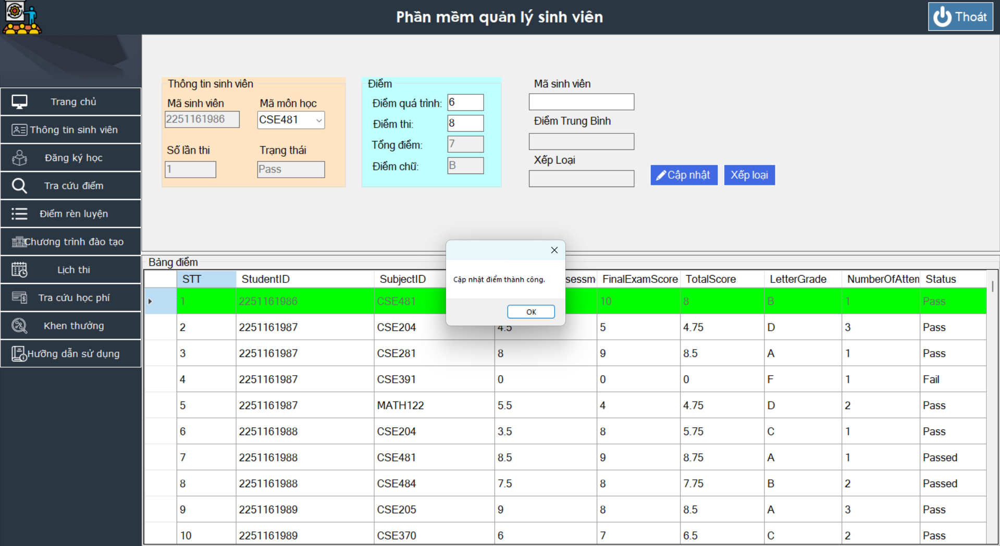 Phần mềm quản lý sinh viên
Thoát
Trang chủ
Thông tin sinh viên
Đăng ký học
Tra cứu điểm
Điểm rèn luyện
Chương trình đào tạo
Lịch thi
Tra cứu học phí
Khen thưởng
Hưỡng dẫn sử dụng
Thông tin sinh viên
Mã sinh viên Mã môn học
2251161986 CSE481
Số lần thi Trạng thái
1 Pass
Điểm
Điểm quá trình: 6
Điểm thi: 8
Tổng điểm: 7
Điểm chữ: B
Mã sinh viên
Điểm Trung Bình
Xếp Loại
Cập nhật Xếp loại
Bảng điểm
STT StudentID SubjectID sessm FinalExamScore TotalScore LetterGrade NumberOfAtten Status
1 2251161986 CSE481 10 8 B 1 Pass
2 2251161987 CSE204 4.5 5 4.75 D 3 Pass
3 2251161987 CSE281 8 9 8.5 A 1 Pass
4 2251161987 CSE391 0 0 0 F 1 Fail
5 2251161987 MATH122 5.5 4 4.75 D 2 Pass
6 2251161988 CSE204 3.5 8 5.75 C 1 Pass
7 2251161988 CSE481 8.5 9 8.75 A 1 Passed
8 2251161988 CSE484 7.5 8 7.75 B 2 Passed
9 2251161989 CSE205 9 8 8.5 A 3 Pass
10 2251161989 CSE370 6 7 6.5 C 2 Pass
Cập nhật điểm thành công.
OK